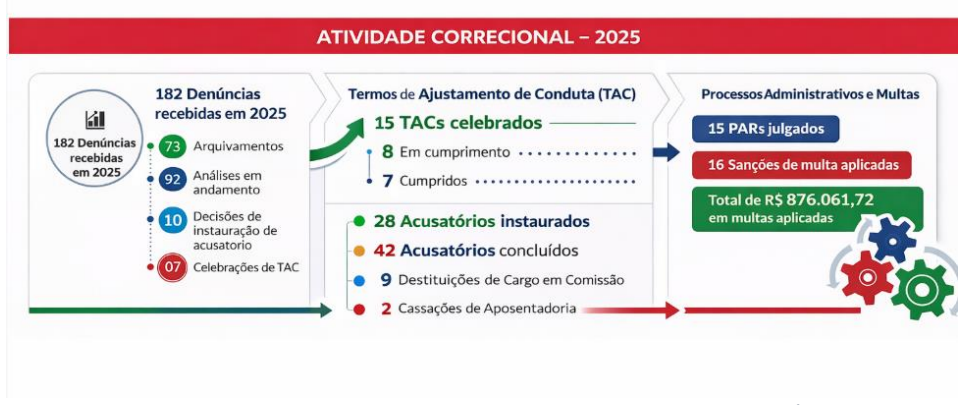 ATIVIDADE CORRECIONAL – 2025
182 Denúncias
recebidas
em 2025
182 Denúncias
recebidas em 2025
73 Arquivamentos
92 Análises em
andamento
10 Decisões de
instauração de
acusatorio
07 Celebrações de TAC
Termos de Ajustamento de Conduta (TAC)
15 TACs celebrados
8 Em cumprimento
7 Cumpridos
28 Acusatórios instaurados
42 Acusatórios concluídos
9 Destituições de Cargo em Comissão
2 Cassações de Aposentadoria
Processos Administrativos e Multas
15 PARs julgados
16 Sanções de multa aplicadas
Total de R$ 876.061,72
em multas aplicadas